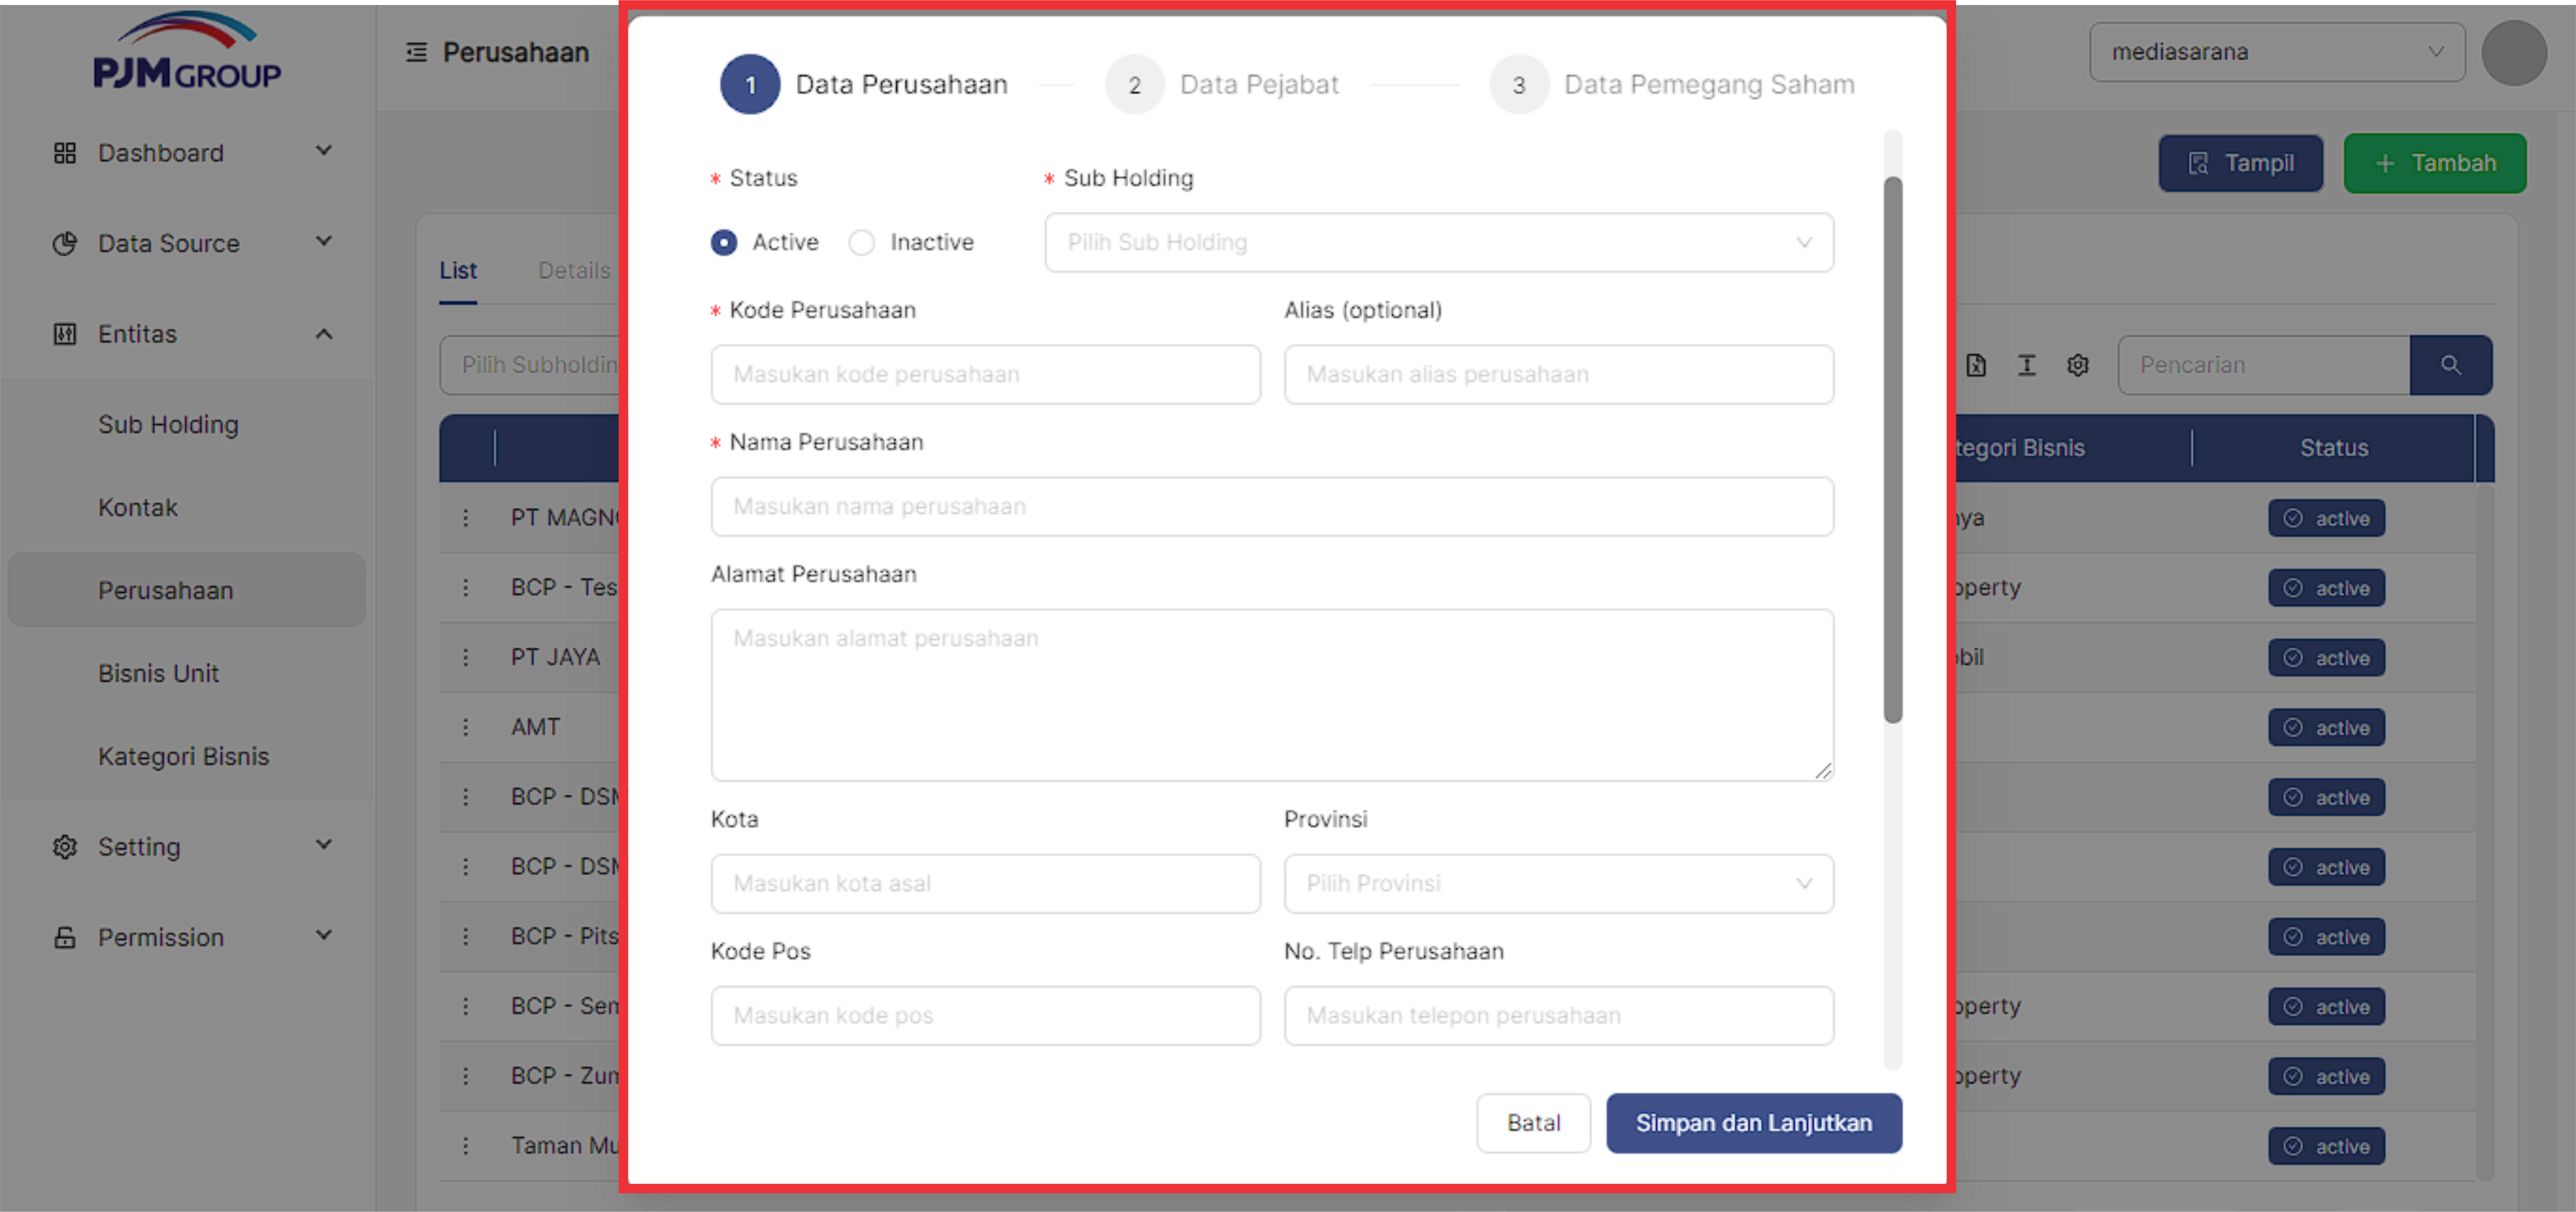 PJM GROUP
Perusahaan
mediasarana
Dashboard
Data Source
Entitas
Sub Holding
Kontak
Perusahaan
Bisnis Unit
Kategori Bisnis
Setting
Permission
Tampil
+ Tambah
List
Details
Pilih Subholdin
Pencarian
tegori Bisnis
Status
PT MAGN
ya
active
BCP - Tes
operty
active
PT JAYA
bil
active
AMT
active
BCP - DSM
active
BCP - DSM
active
BCP - Pits
active
BCP - Sem
operty
active
BCP - Zum
operty
active
Taman Mu
active
1 Data Perusahaan
2 Data Pejabat
3 Data Pemegang Saham
* Status
* Sub Holding
Active
Inactive
Pilih Sub Holding
* Kode Perusahaan
Alias (optional)
Masukan kode perusahaan
Masukan alias perusahaan
* Nama Perusahaan
Masukan nama perusahaan
Alamat Perusahaan
Masukan alamat perusahaan
Kota
Provinsi
Masukan kota asal
Pilih Provinsi
Kode Pos
No. Telp Perusahaan
Masukan kode pos
Masukan telepon perusahaan
Batal
Simpan dan Lanjutkan